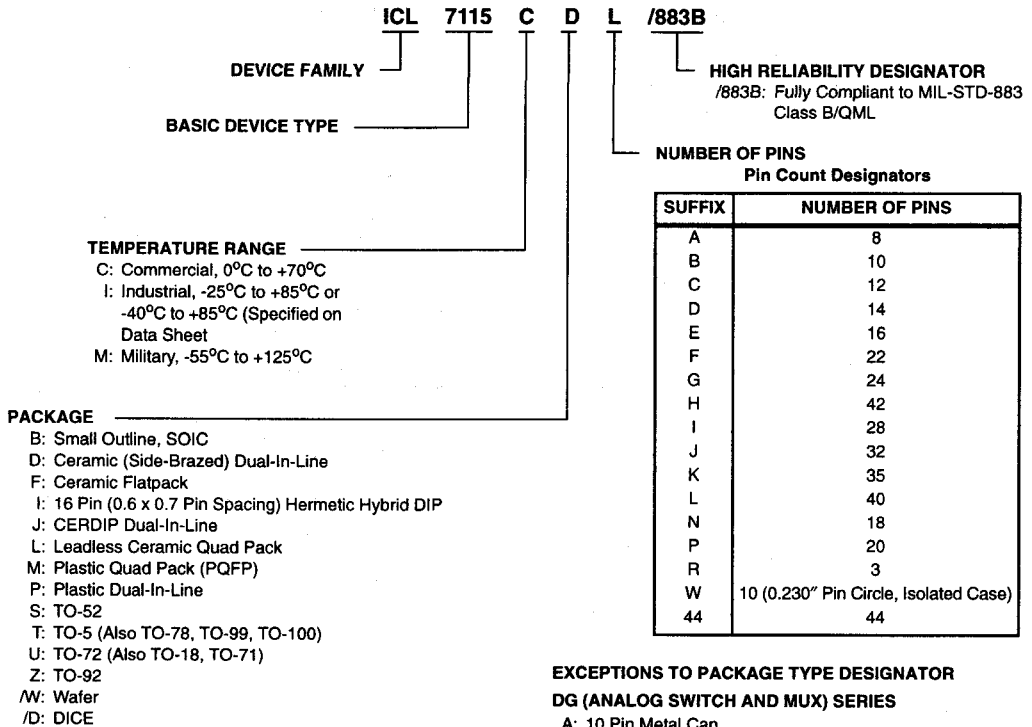 ICL 7115 C D L /883B
DEVICE FAMILY
HIGH RELIABILITY DESIGNATOR
/883B: Fully Compliant to MIL-STD-883
Class B/QML
BASIC DEVICE TYPE
NUMBER OF PINS
Pin Count Designators
SUFFIX NUMBER OF PINS
A 8
B 10
C 12
D 14
E 16
F 22
G 24
H 42
I 28
J 32
K 35
L 40
N 18
P 20
R 3
W 10 (0.230″ Pin Circle, Isolated Case)
44 44
TEMPERATURE RANGE
C: Commercial, 0°C to +70°C
I: Industrial, -25°C to +85°C or
-40°C to +85°C (Specified on
Data Sheet
M: Military, -55°C to +125°C
PACKAGE
B: Small Outline, SOIC
D: Ceramic (Side-Brazed) Dual-In-Line
F: Ceramic Flatpack
I: 16 Pin (0.6 x 0.7 Pin Spacing) Hermetic Hybrid DIP
J: CERDIP Dual-In-Line
L: Leadless Ceramic Quad Pack
M: Plastic Quad Pack (PQFP)
P: Plastic Dual-In-Line
S: TO-52
T: TO-5 (Also TO-78, TO-99, TO-100)
U: TO-72 (Also TO-18, TO-71)
Z: TO-92
/W: Wafer
/D: DICE
EXCEPTIONS TO PACKAGE TYPE DESIGNATOR
DG (ANALOG SWITCH AND MUX) SERIES
A: 10 Pin Metal Can